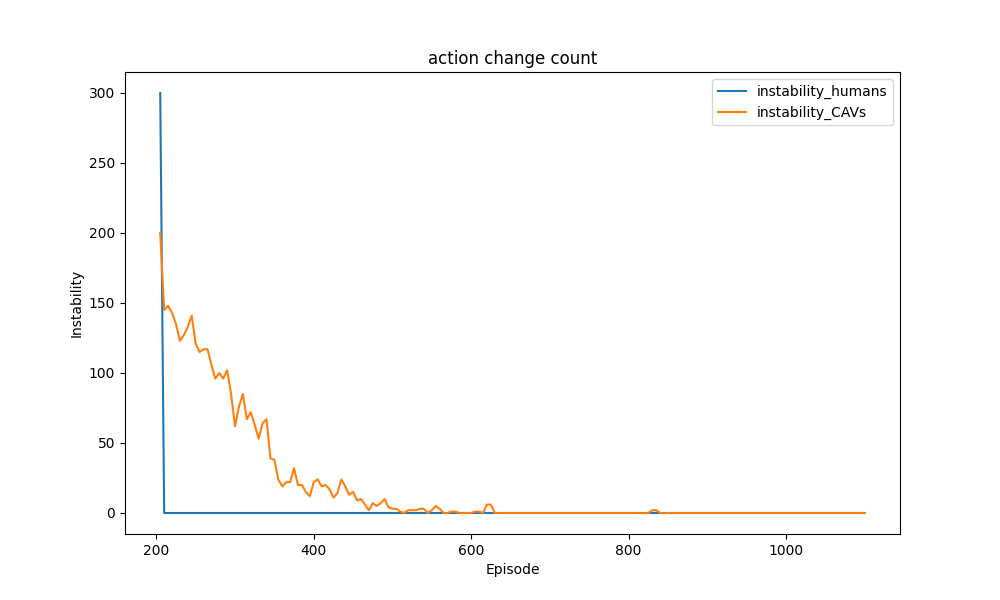 action change count
instability_humans
instability_CAVs
300
250
200
150
100
50
0
Instability
200
400
600
800
1000
Episode